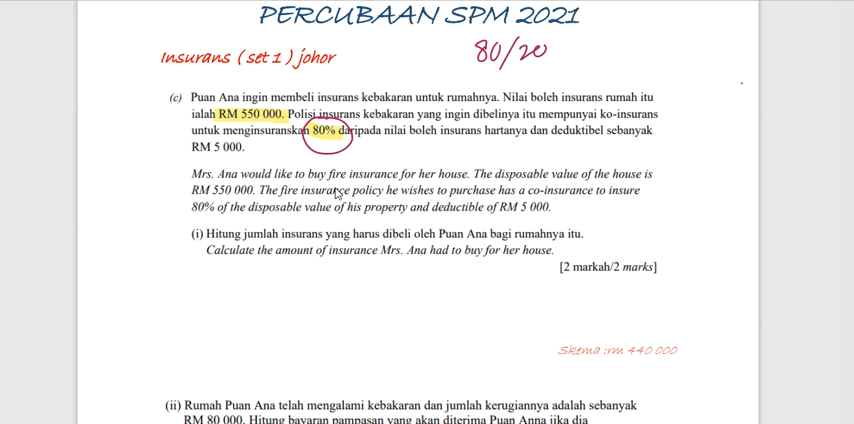 PERCUBAAN SPM 2021
Insurans (set 1) johor
80/20
(c) Puan Ana ingin membeli insurans kebakaran untuk rumahnya. Nilai boleh insurans rumah itu
ialah RM 550 000. Polisi insurans kebakaran yang ingin dibelinya itu mempunyai ko-insurans
untuk menginsuranskan 80% daripada nilai boleh insurans hartanya dan deduktibel sebanyak
RM 5 000.
Mrs. Ana would like to buy fire insurance for her house. The disposable value of the house is
RM 550 000. The fire insurance policy he wishes to purchase has a co-insurance to insure
80% of the disposable value of his property and deductible of RM 5 000.
(i) Hitung jumlah insurans yang harus dibeli oleh Puan Ana bagi rumahnya itu.
Calculate the amount of insurance Mrs. Ana had to buy for her house.
[2 markah/2 marks]
Skema :rm 440 000
(ii) Rumah Puan Ana telah mengalami kebakaran dan jumlah kerugiannya adalah sebanyak
RM 80 000. Hitung bayaran pampasan yang akan diterima Puan Anna jika dia